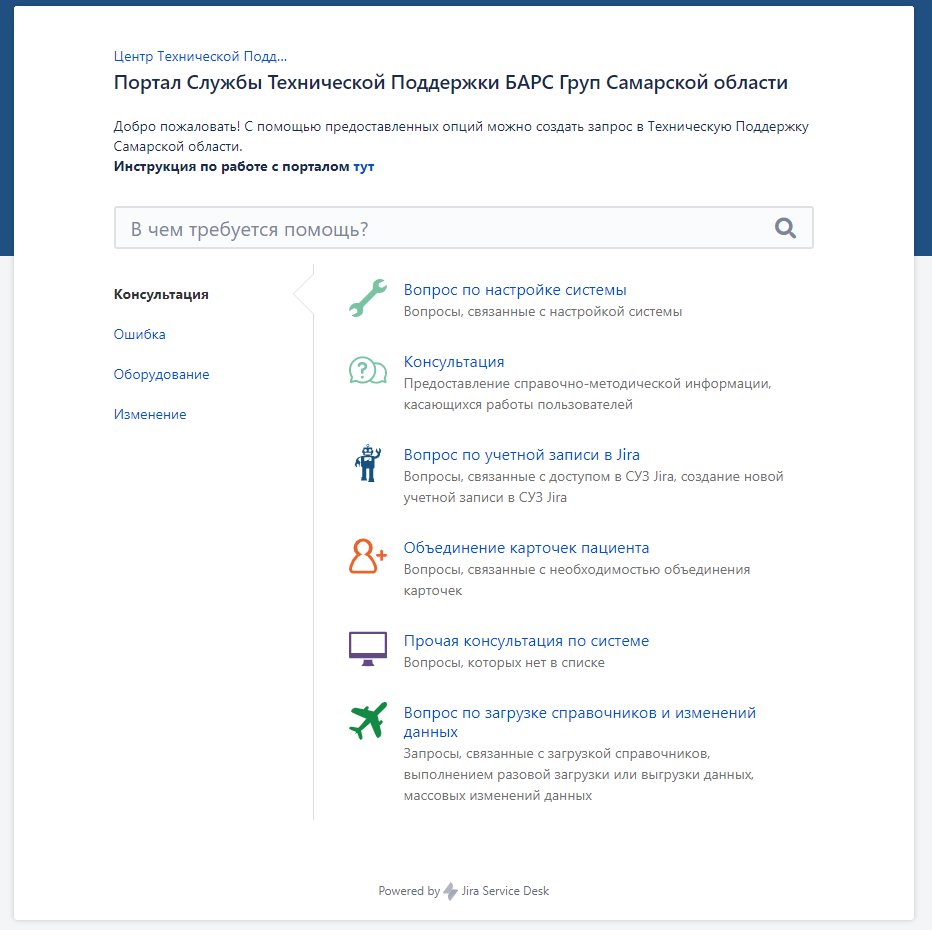 Центр Технической Подд...
Портал Службы Технической Поддержки БАРС Груп Самарской области
Добро пожаловать! С помощью предоставленных опций можно создать запрос в Техническую Поддержку
Самарской области.
Инструкция по работе с порталом тут
В чем требуется помощь?
Консультация
Ошибка
Оборудование
Изменение
Вопрос по настройке системы
Вопросы, связанные с настройкой системы
Консультация
Предоставление справочно-методической информации,
касающихся работы пользователей
Вопрос по учетной записи в Jira
Вопросы, связанные с доступом в СУЗ Jira, создание новой
учетной записи в СУЗ Jira
Объединение карточек пациента
Вопросы, связанные с необходимостью объединения
карточек
Прочая консультация по системе
Вопросы, которых нет в списке
Вопрос по загрузке справочников и изменений
данных
Запросы, связанные с загрузкой справочников,
выполнением разовой загрузки или выгрузки данных,
массовых изменений данных
Powered by Jira Service Desk